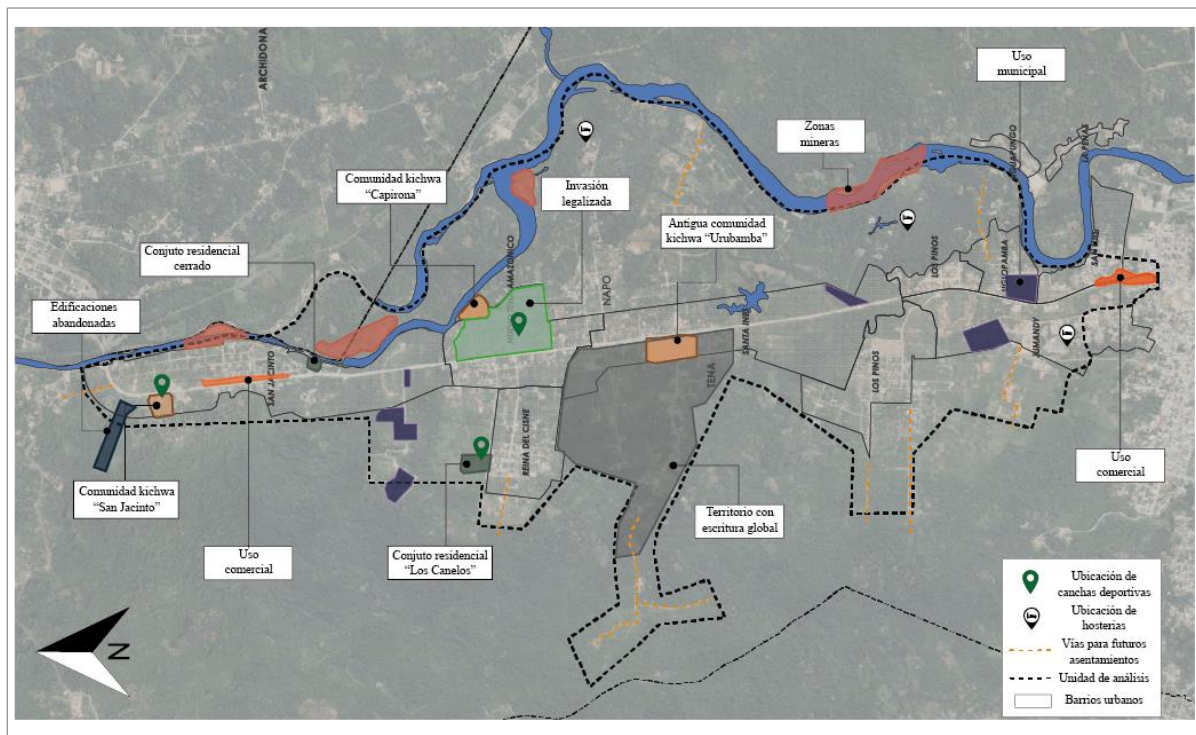 ARCHIDONA
Uso
municipal
Zonas
mineras
LA PEÑAS
Comunidad kichwa
“Capirona”
Invasión
legalizada
Antigua comunidad
kichwa “Urubamba”
Conjuto residencial
cerrado
AMAZONICO
NAPO
LOS PINOS
Edificaciones
abandonadas
SAN JACINTO
SANTA INES
JUMANDY
TENA
LOS PINOS
REINA DEL CISNE
Uso
comercial
Comunidad kichwa
“San Jacinto”
Uso
comercial
Conjuto residencial
“Los Canelos”
Territorio con
escritura global
N
Ubicación de
canchas deportivas
Ubicación de
hosterias
Vías para futuros
asentamientos
Unidad de análisis
Barrios urbanos